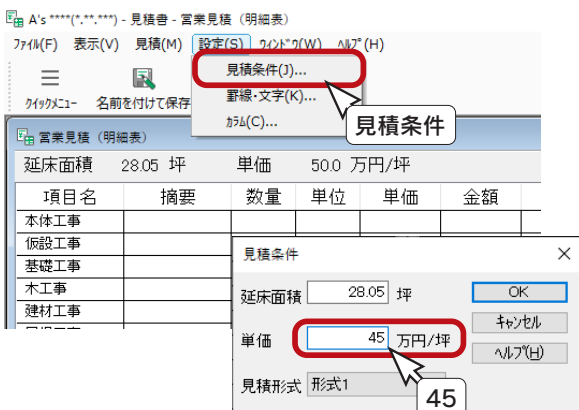 A's ****(*.**.***) - 見積書 - 営業見積（明細表）
ﾌｧｲﾙ(F) 表示(V) 見積(M) 設定(S) ｳｨﾝﾄﾞｳ(W) ﾍﾙﾌﾟ(H)
見積条件(J)...
罫線・文字(K)...
ｶﾗﾑ(C)...
見積条件
ｸｲｯｸﾒﾆｭｰ 名前を付けて保存
営業見積（明細表）
延床面積 28.05 坪 単価 50.0 万円/坪
項目名 摘要 数量 単位 単価 金額
本体工事
仮設工事
基礎工事
木工事
建材工事
見積条件
延床面積 28.05 坪 OK
キャンセル
単価 45 万円/坪 ﾍﾙﾌﾟ(H)
見積形式 形式1
45